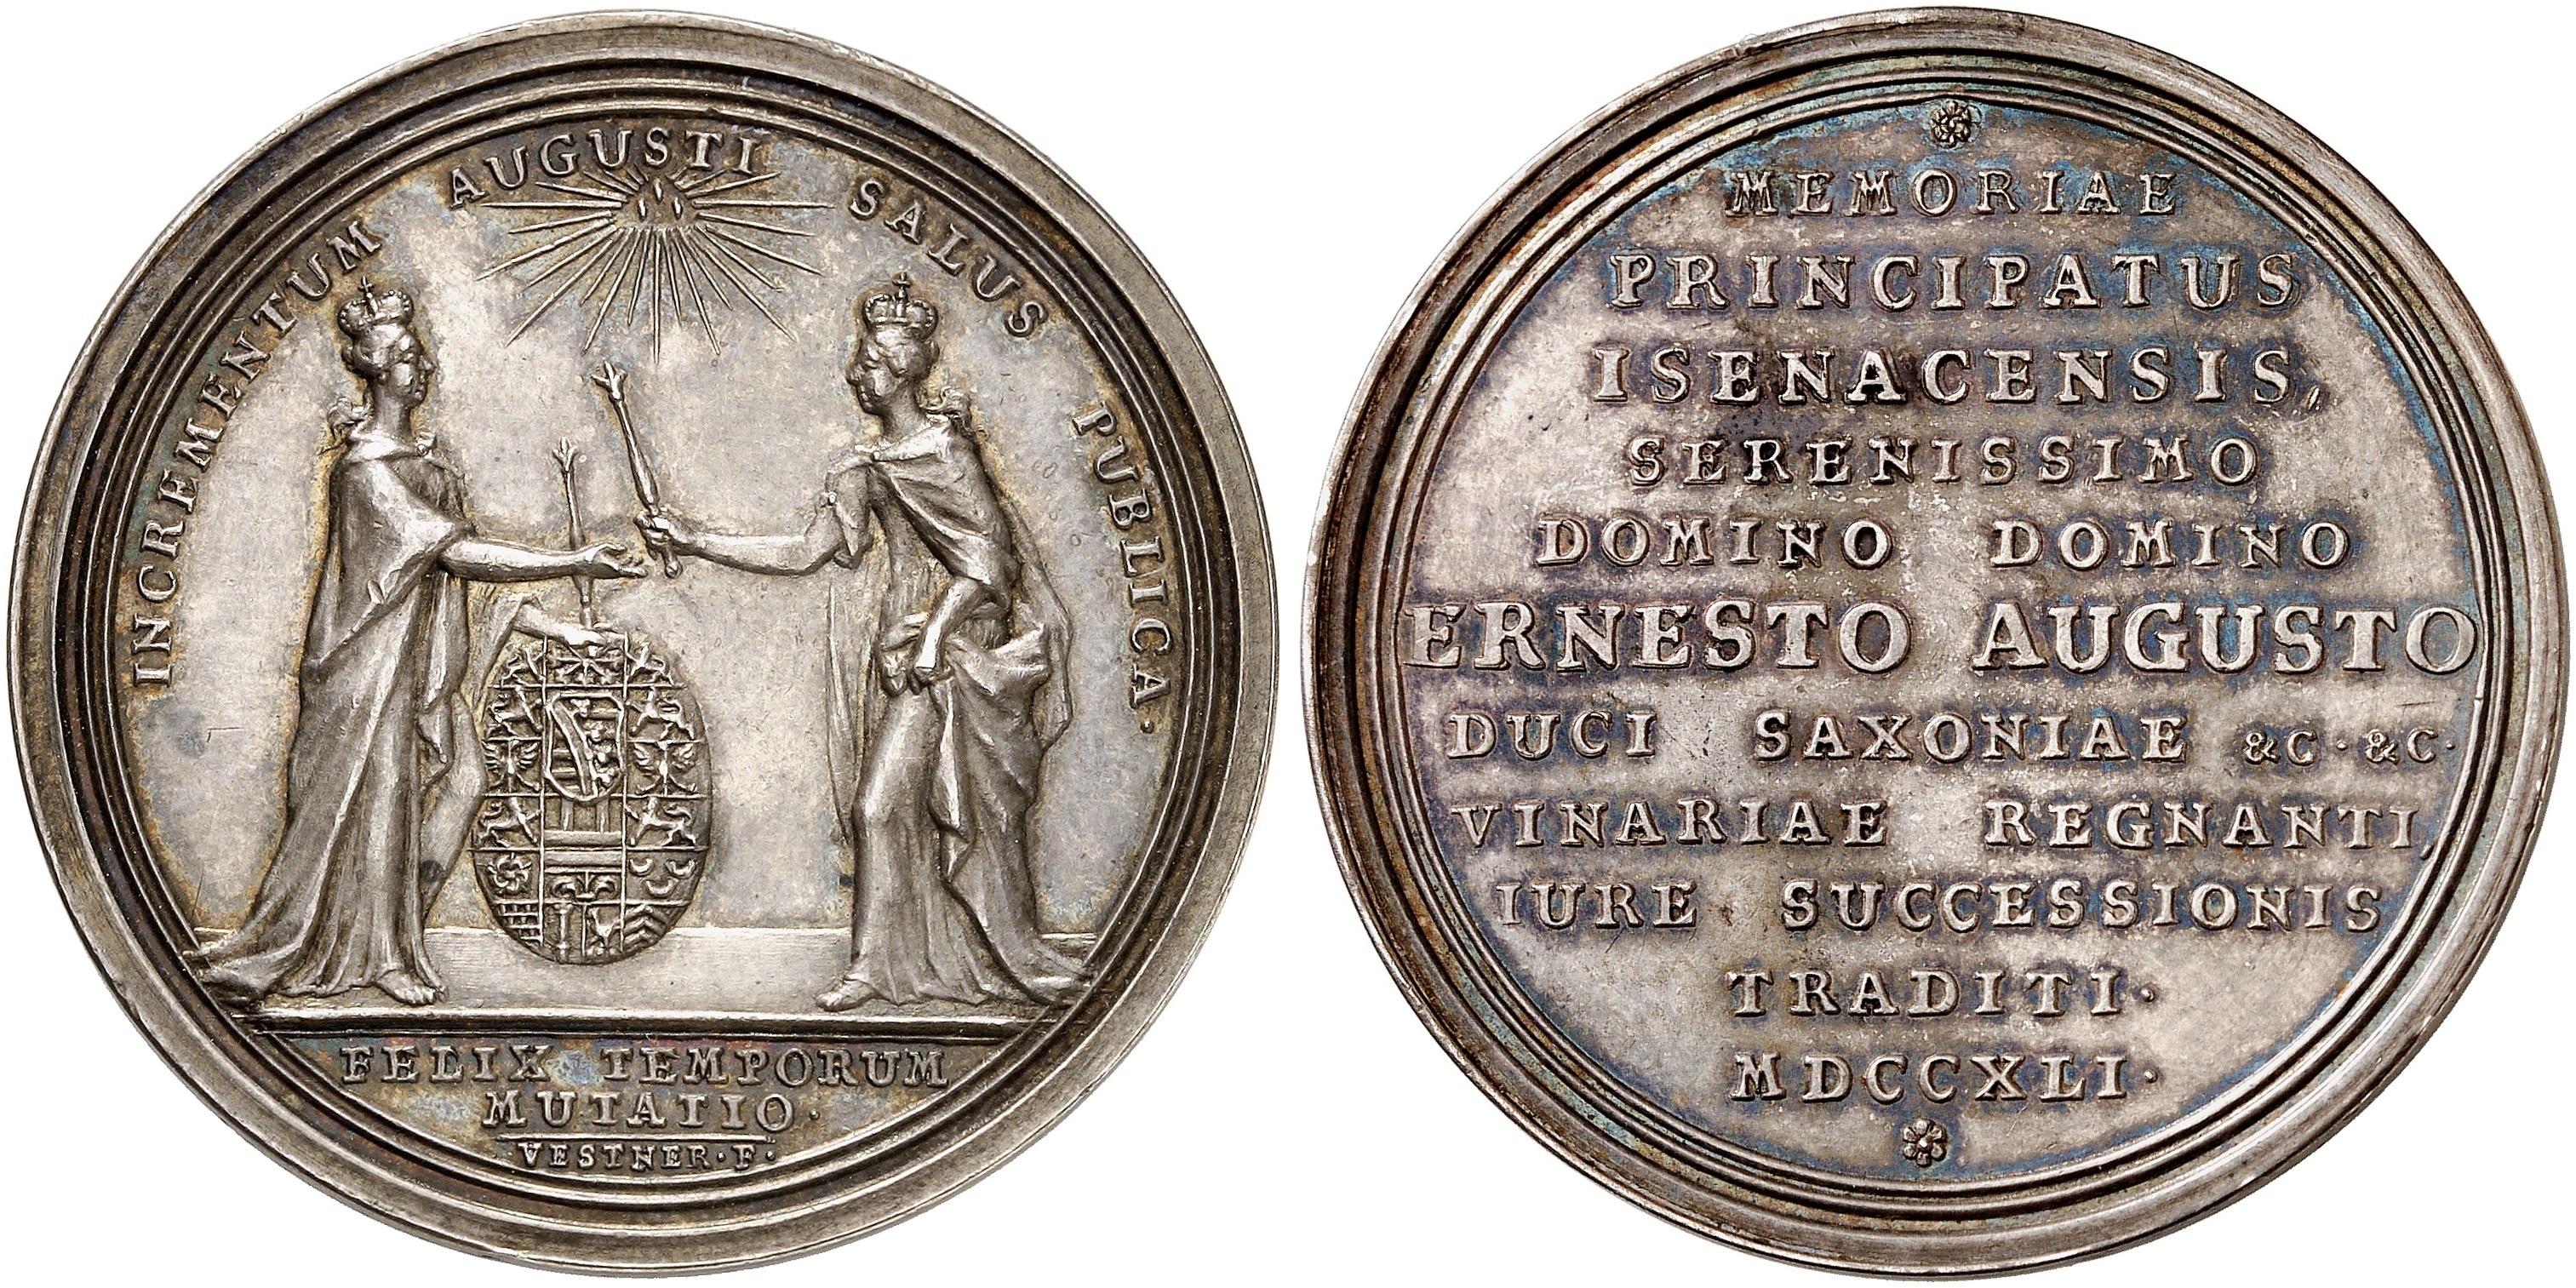 INCREMENTUM AUGUSTI SALUS PUBLICA·
FELIX TEMPORUM
MUTATIO·
VESTNER·F·
MEMORIAE
PRINCIPATUS
ISENACENSIS,
SERENISSIMO
DOMINO DOMINO
ERNESTO AUGUSTO
DUCI SAXONIAE &C·&C·
VINARIAE REGNANTI,
IURE SUCCESSIONIS
TRADITI·
MDCCXLI·